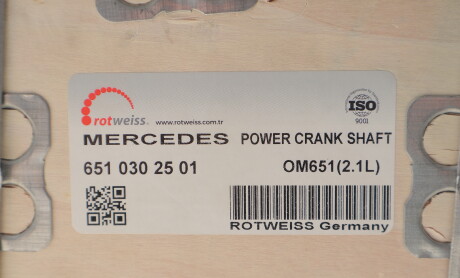 rotweiss.
www.rotweiss.com.tr
ISO
9001
MERCEDES POWER CRANK SHAFT
651 030 25 01 OM651(2.1L)
ROTWEISS Germany